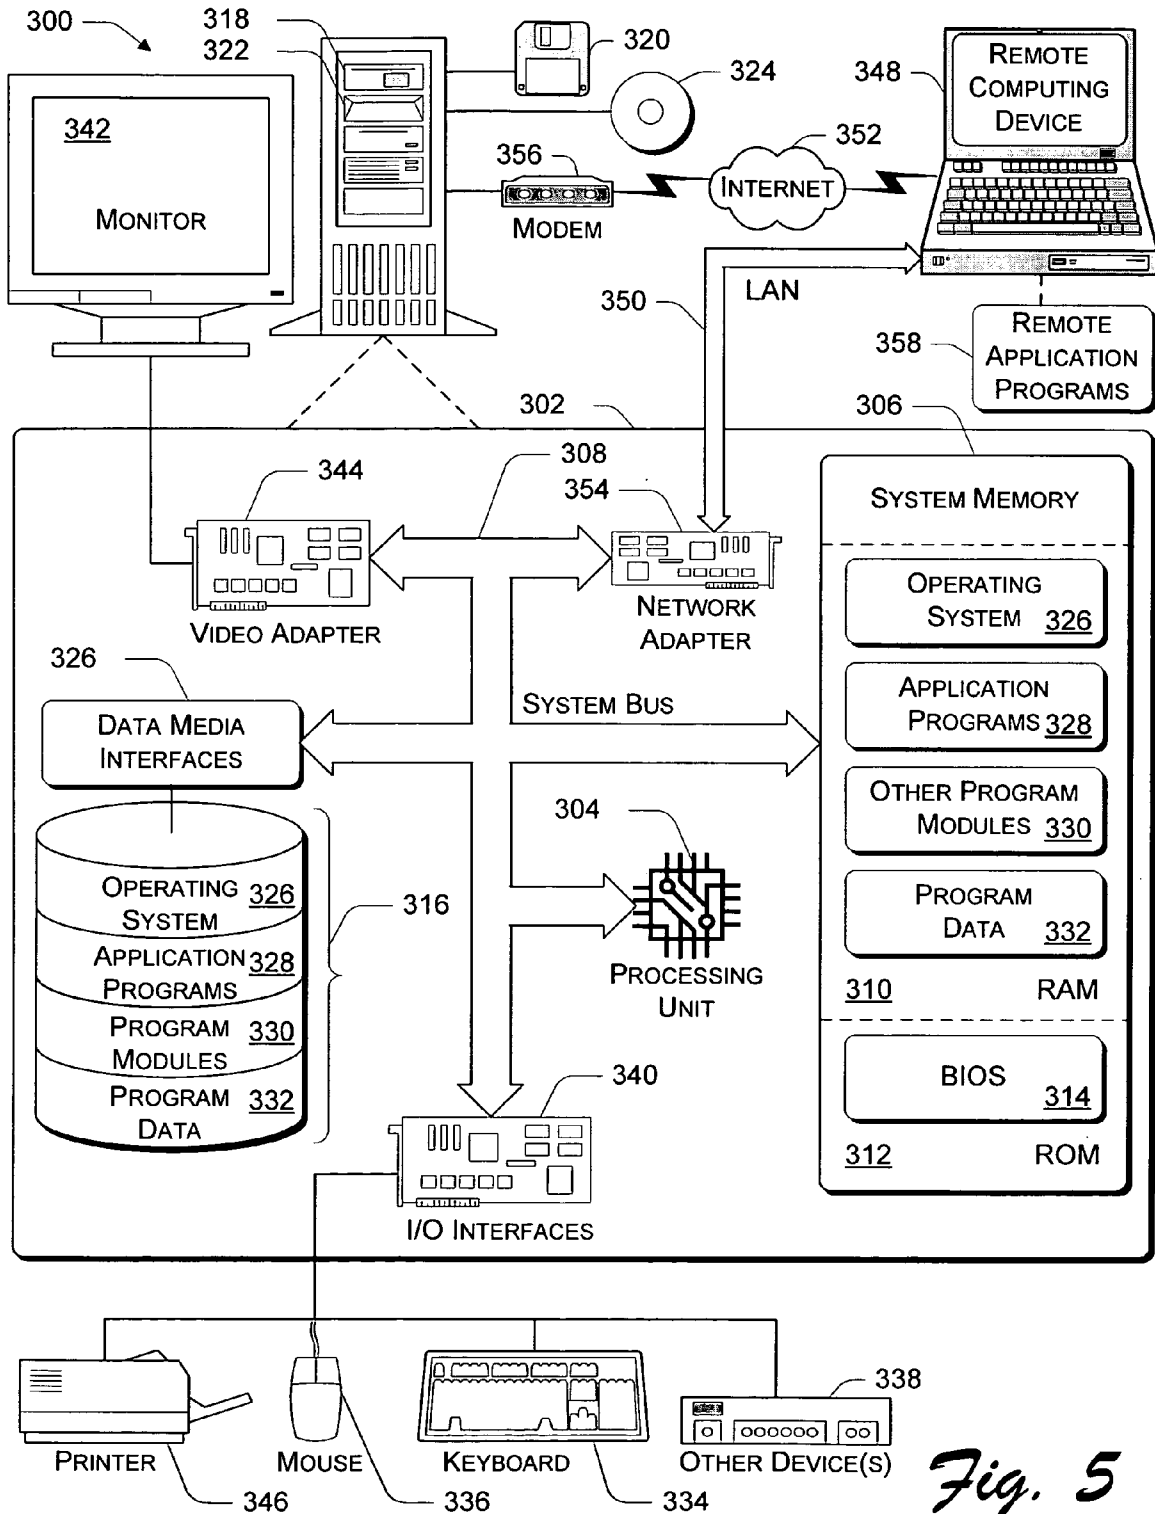 300
318
322
320
324
348
REMOTE
COMPUTING
DEVICE
342
MONITOR
356
MODEM
352
INTERNET
350
LAN
358
REMOTE
APPLICATION
PROGRAMS
302
306
344
308
354
SYSTEM MEMORY
VIDEO ADAPTER
NETWORK
ADAPTER
OPERATING
SYSTEM 326
326
DATA MEDIA
INTERFACES
SYSTEM BUS
APPLICATION
PROGRAMS 328
OTHER PROGRAM
MODULES 330
304
PROCESSING
UNIT
PROGRAM
DATA 332
310 RAM
OPERATING 326
SYSTEM
APPLICATION 328
PROGRAMS
PROGRAM 330
MODULES
PROGRAM 332
DATA
316
BIOS 314
312 ROM
340
I/O INTERFACES
PRINTER
346
MOUSE
336
KEYBOARD
334
338
OTHER DEVICE(S)
Fig. 5